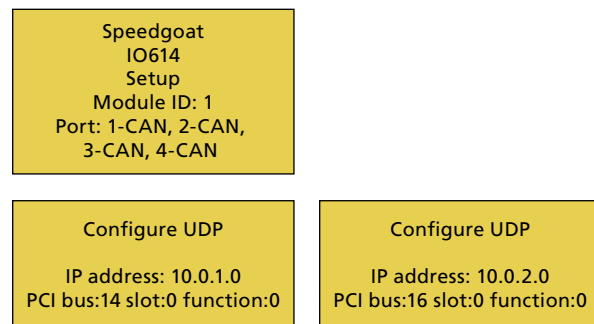 Speedgoat
IO614
Setup
Module ID: 1
Port: 1-CAN, 2-CAN,
3-CAN, 4-CAN
Configure UDP
IP address: 10.0.1.0
PCI bus:14 slot:0 function:0
Configure UDP
IP address: 10.0.2.0
PCI bus:16 slot:0 function:0